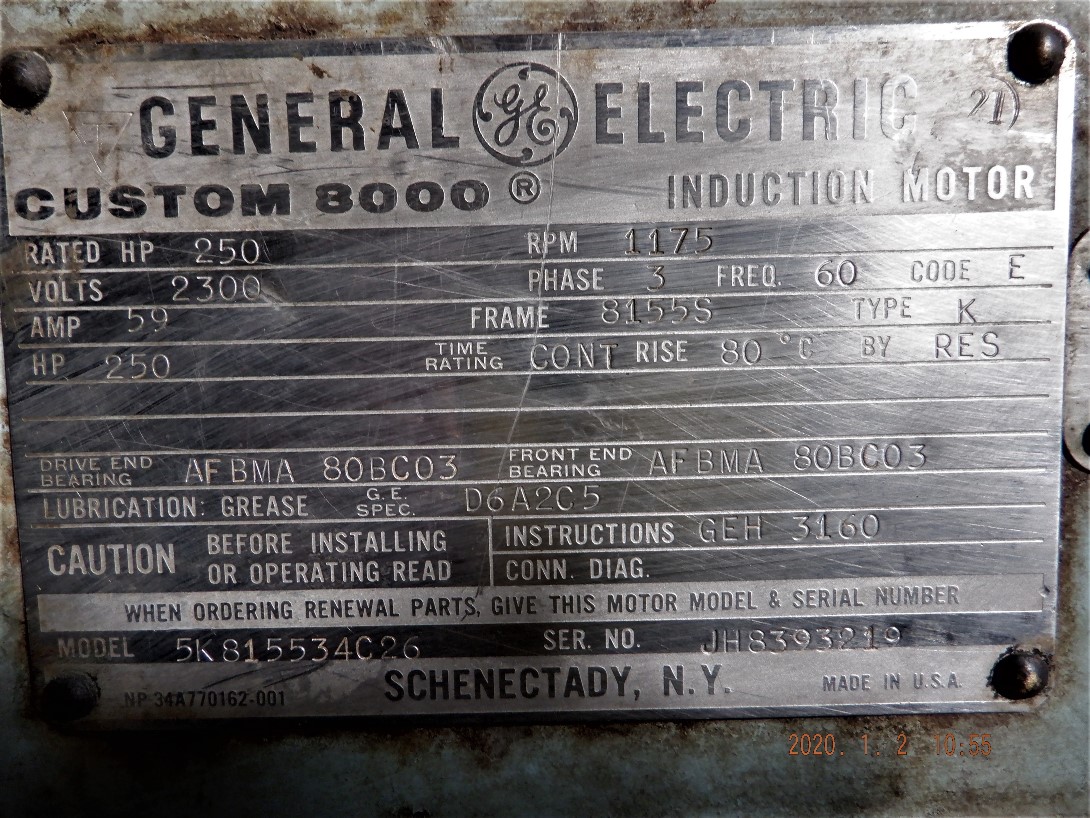 GENERAL GE ELECTRIC 21)
CUSTOM 8000 ® INDUCTION MOTOR
RATED HP 250 RPM 1175
VOLTS 2300 PHASE 3 FREQ. 60 CODE E
AMP 59 FRAME 8155S TYPE K
HP 250 TIME RATING CONT RISE 80 °C BY RES
DRIVE END BEARING AFBMA 80BC03 FRONT END BEARING AFBMA 80BC03
LUBRICATION: GREASE G.E. SPEC. D6A2C5
CAUTION BEFORE INSTALLING OR OPERATING READ
INSTRUCTIONS GEH 3160
CONN. DIAG.
WHEN ORDERING RENEWAL PARTS, GIVE THIS MOTOR MODEL & SERIAL NUMBER
MODEL 5K815534C26 SER. NO. JH8393219
NP 34A770162-001 SCHENECTADY, N.Y. MADE IN U.S.A.
2020. 1. 2 10:55